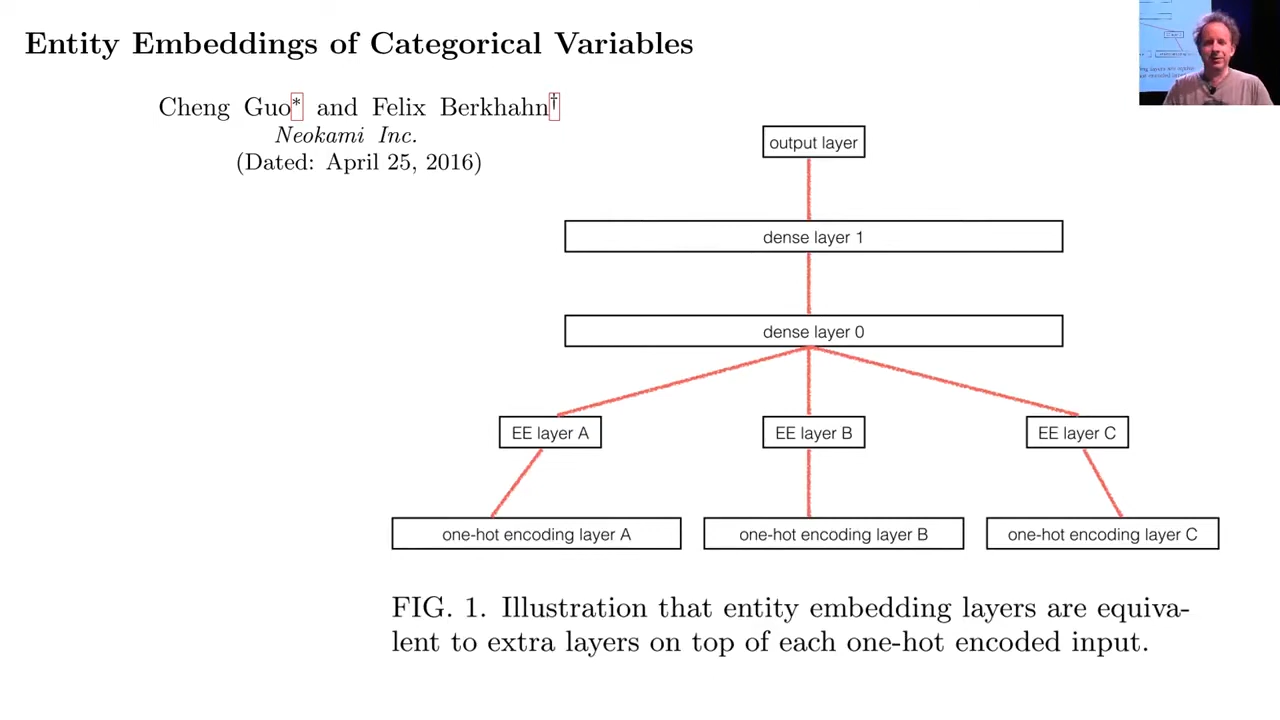 Entity Embeddings of Categorical Variables
Cheng Guo* and Felix Berkhahn†
Neokami Inc.
(Dated: April 25, 2016)
output layer
dense layer 1
dense layer 0
EE layer A EE layer B EE layer C
one-hot encoding layer A one-hot encoding layer B one-hot encoding layer C
FIG. 1. Illustration that entity embedding layers are equiva-
lent to extra layers on top of each one-hot encoded input.